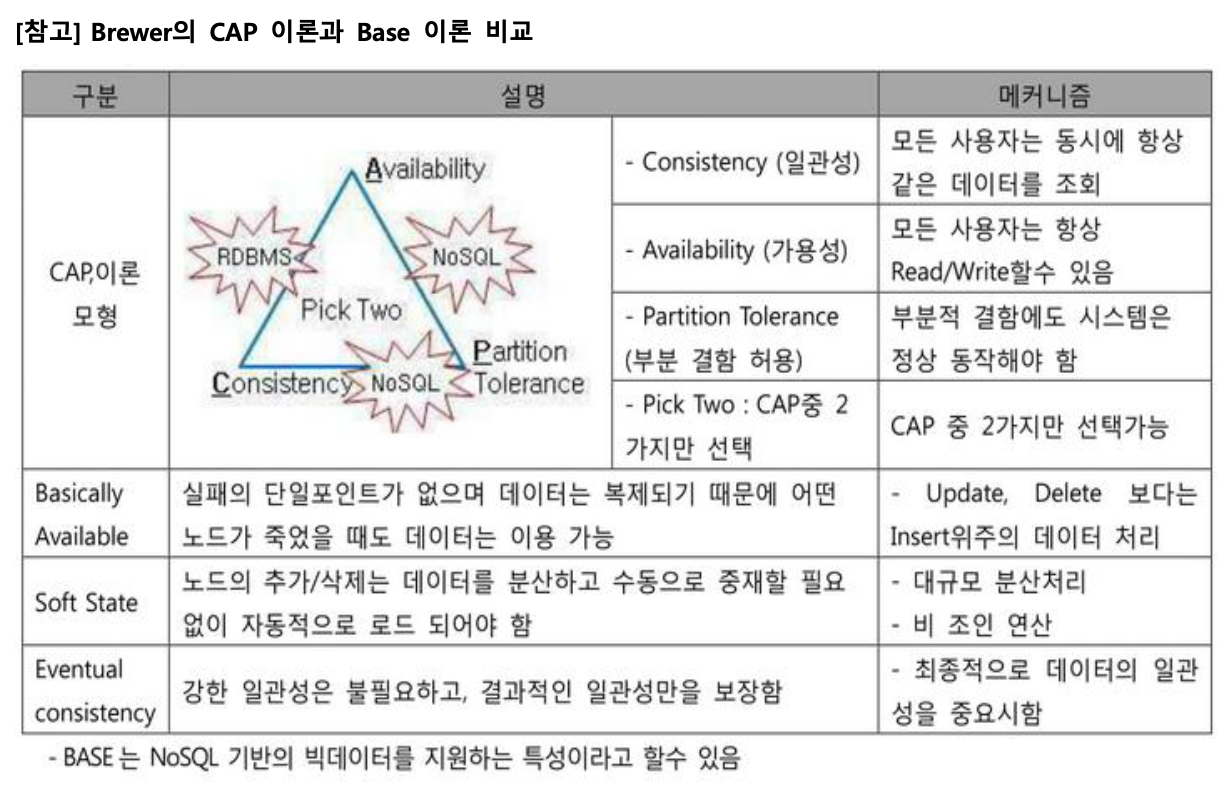 [참고] Brewer의 CAP 이론과 Base 이론 비교
구분
설명
메커니즘
CAP,이론
모형
Availability
RDBMS
NoSQL
Pick Two
Partition
Tolerance
Consistency
NoSQL
- Consistency (일관성)
모든 사용자는 동시에 항상
같은 데이터를 조회
- Availability (가용성)
모든 사용자는 항상
Read/Write할수 있음
- Partition Tolerance
(부분 결함 허용)
부분적 결함에도 시스템은
정상 동작해야 함
- Pick Two : CAP중 2
가지만 선택
CAP 중 2가지만 선택가능
Basically
Available
실패의 단일포인트가 없으며 데이터는 복제되기 때문에 어떤
노드가 죽었을 때도 데이터는 이용 가능
- Update, Delete 보다는
Insert위주의 데이터 처리
Soft State
노드의 추가/삭제는 데이터를 분산하고 수동으로 중재할 필요
없이 자동적으로 로드 되어야 함
- 대규모 분산처리
- 비 조인 연산
Eventual
consistency
강한 일관성은 불필요하고, 결과적인 일관성만을 보장함
- 최종적으로 데이터의 일관
성을 중요시함
- BASE 는 NoSQL 기반의 빅데이터를 지원하는 특성이라고 할수 있음